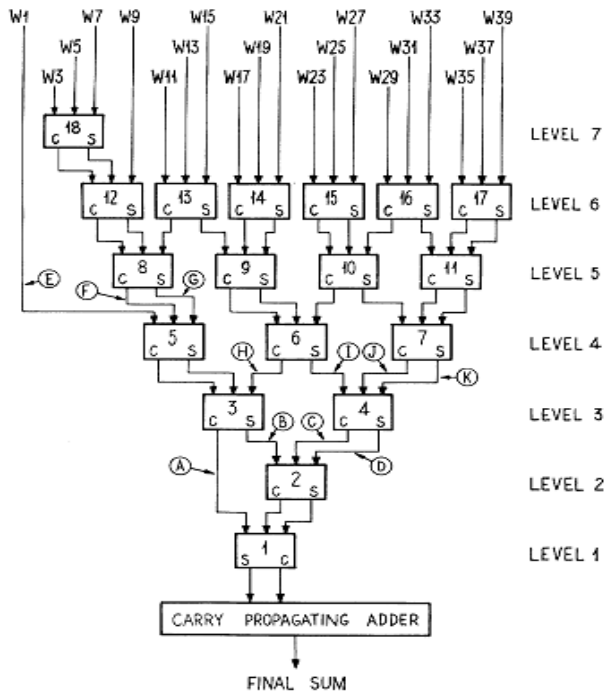 W1 W7 W9 W15 W21 W27 W33 W39
W5 W13 W19 W25 W31 W37
W3 W11 W17 W23 W29 W35
18 LEVEL 7
C S
12 13 14 15 16 17 LEVEL 6
C S C S C S C S C S C S
E 8 G 9 10 11 LEVEL 5
F C S C S C S C S
5 6 7 LEVEL 4
C S C S C S
H I J K
3 4 LEVEL 3
C S B C C S
A D
2 LEVEL 2
C S
1 LEVEL 1
S C
CARRY PROPAGATING ADDER
FINAL SUM